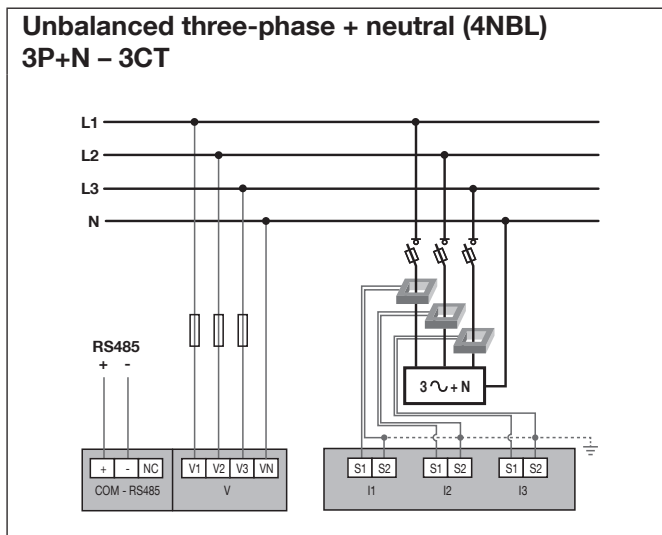 Unbalanced three-phase + neutral (4NBL)
3P+N – 3CT
L1
L2
L3
N
RS485
+ -
3 + N
+ - NC V1 V2 V3 VN S1 S2 S1 S2 S1 S2
COM - RS485 V I1 I2 I3